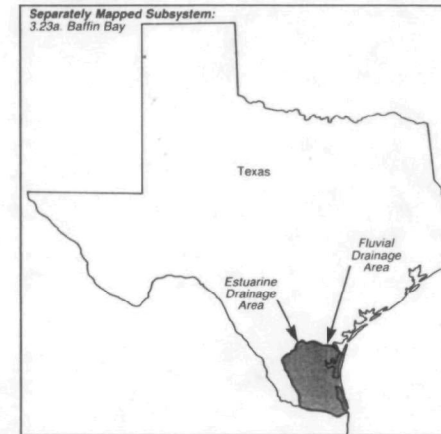 Separately Mapped Subsystem:
3.23a. Baffin Bay
Texas
Fluvial
Drainage
Area
Estuarine
Drainage
Area